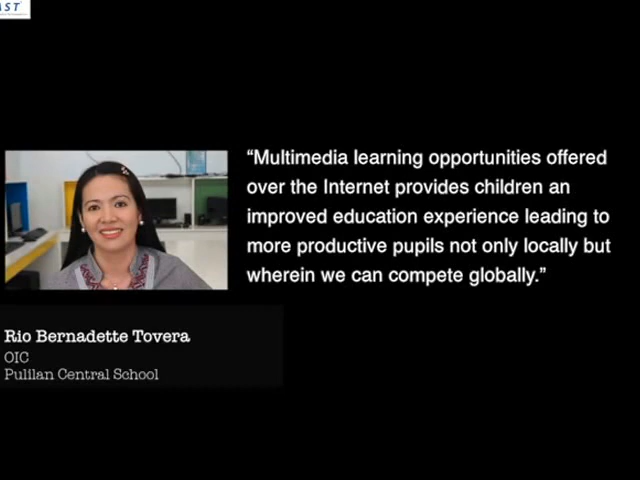 AST
“Multimedia learning opportunities offered
over the Internet provides children an
improved education experience leading to
more productive pupils not only locally but
wherein we can compete globally.”
Rio Bernadette Tovera
OIC
Pulilan Central School